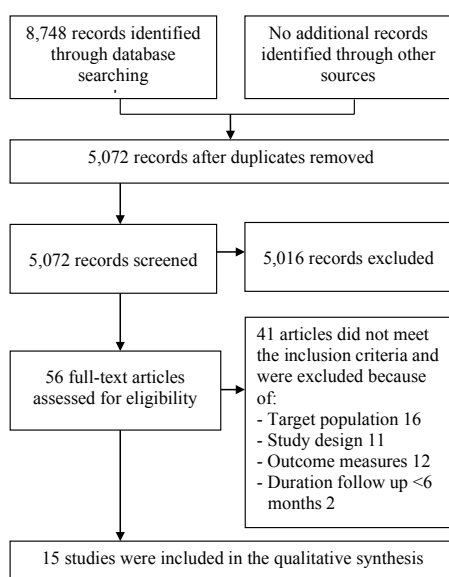 8,748 records identified
through database
searching
No additional records
identified through other
sources
5,072 records after duplicates removed
5,072 records screened
5,016 records excluded
56 full-text articles
assessed for eligibility
41 articles did not meet
the inclusion criteria and
were excluded because
of:
- Target population 16
- Study design 11
- Outcome measures 12
- Duration follow up <6
months 2
15 studies were included in the qualitative synthesis